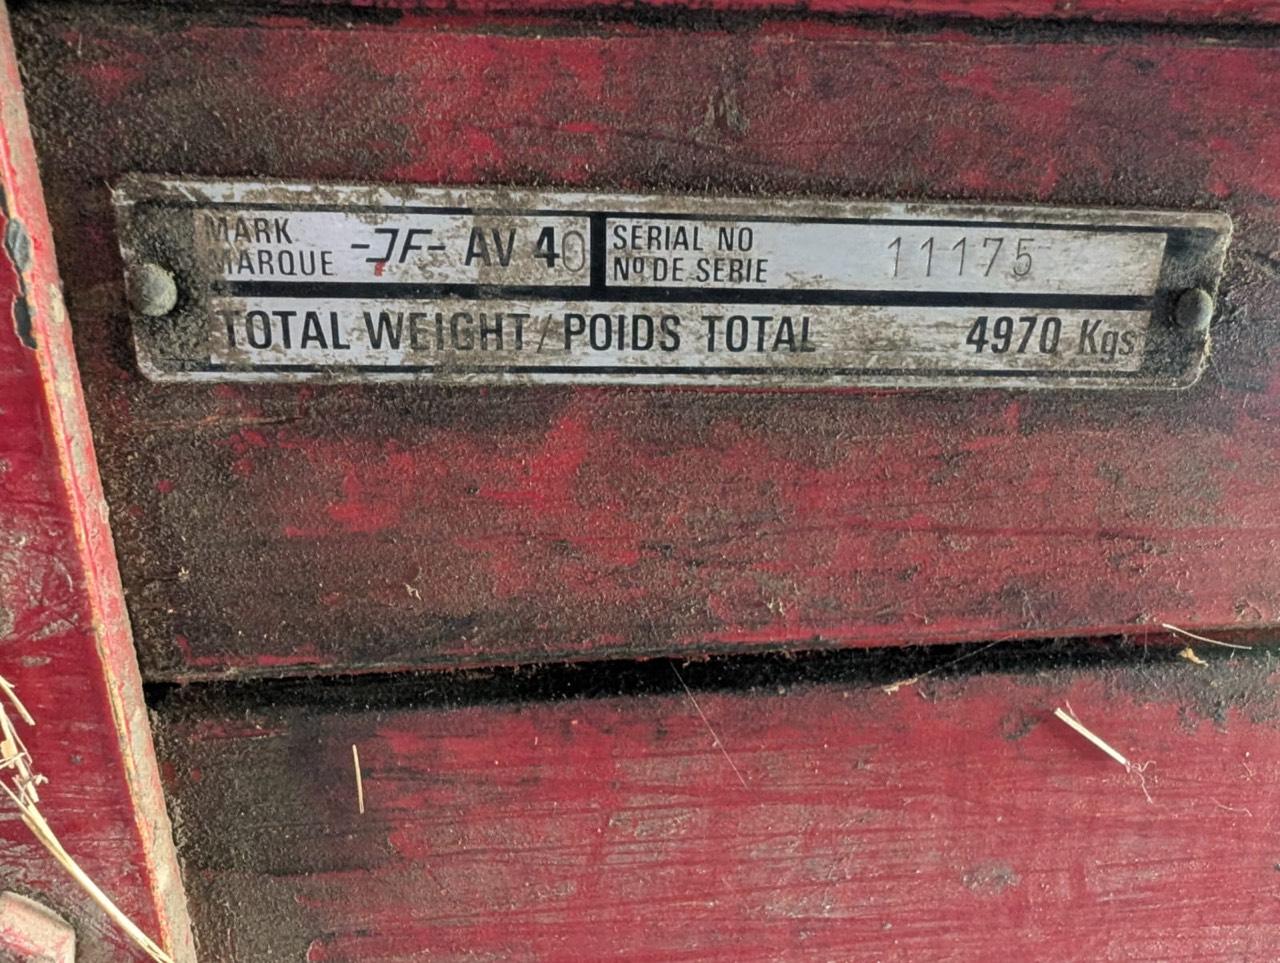 MARK
MARQUE
-JF- AV 40
SERIAL NO
Nº DE SERIE
11175
TOTAL WEIGHT/POIDS TOTAL 4970 Kgs